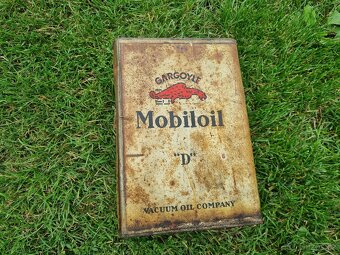 GARGOYLE
Mobiloil
"D"
VACUUM OIL COMPANY